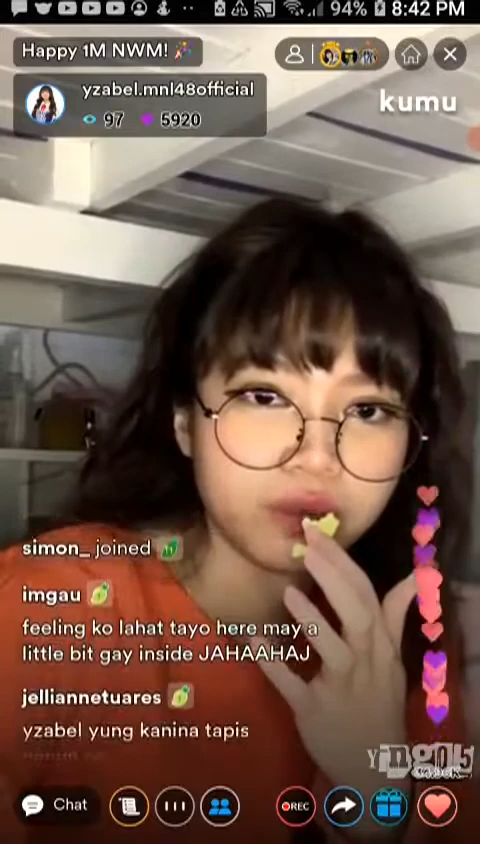 94% 8:42 PM
Happy 1M NWM!
yzabel.mnl48official
97 5920
kumu
simon_ joined
imgau
feeling ko lahat tayo here may a
little bit gay inside JAHAAHAJ
jelliannetuares
yzabel yung kanina tapis
Chat
REC